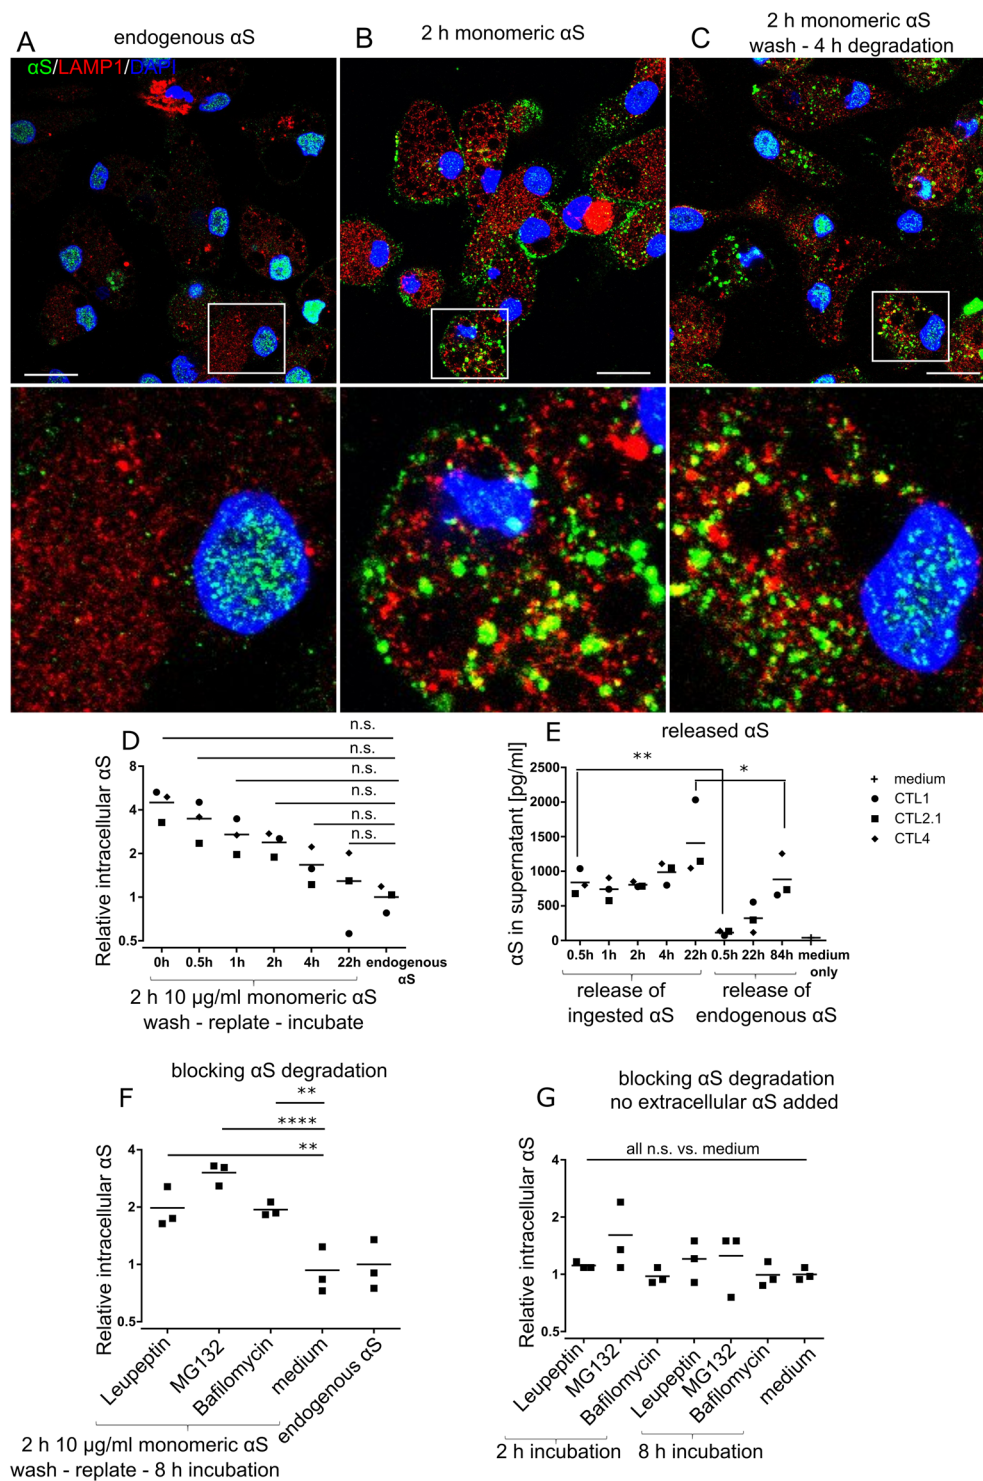 A
endogenous αS
αS/LAMP1/DAPI
B
2 h monomeric αS
C
2 h monomeric αS
wash - 4 h degradation
D
n.s.
n.s.
n.s.
n.s.
n.s.
n.s.
Relative intracellular αS
8
4
2
1
0.5
0h 0.5h 1h 2h 4h 22h endogenous
αS
2 h 10 µg/ml monomeric αS
wash - replate - incubate
E
released αS
**
*
αS in supernatant [pg/ml]
2500
2000
1500
1000
500
0
medium
CTL1
CTL2.1
CTL4
0.5h 1h 2h 4h 22h 0.5h 22h 84h medium
only
release of
ingested αS
release of
endogenous αS
F
blocking αS degradation
**
****
**
Relative intracellular αS
4
2
1
0.5
Leupeptin
MG132
Bafilomycin
medium
endogenous αS
2 h 10 µg/ml monomeric αS
wash - replate - 8 h incubation
G
blocking αS degradation
no extracellular αS added
all n.s. vs. medium
Relative intracellular αS
4
2
1
0.5
Leupeptin
MG132
Bafilomycin
Leupeptin
MG132
Bafilomycin
medium
2 h incubation
8 h incubation